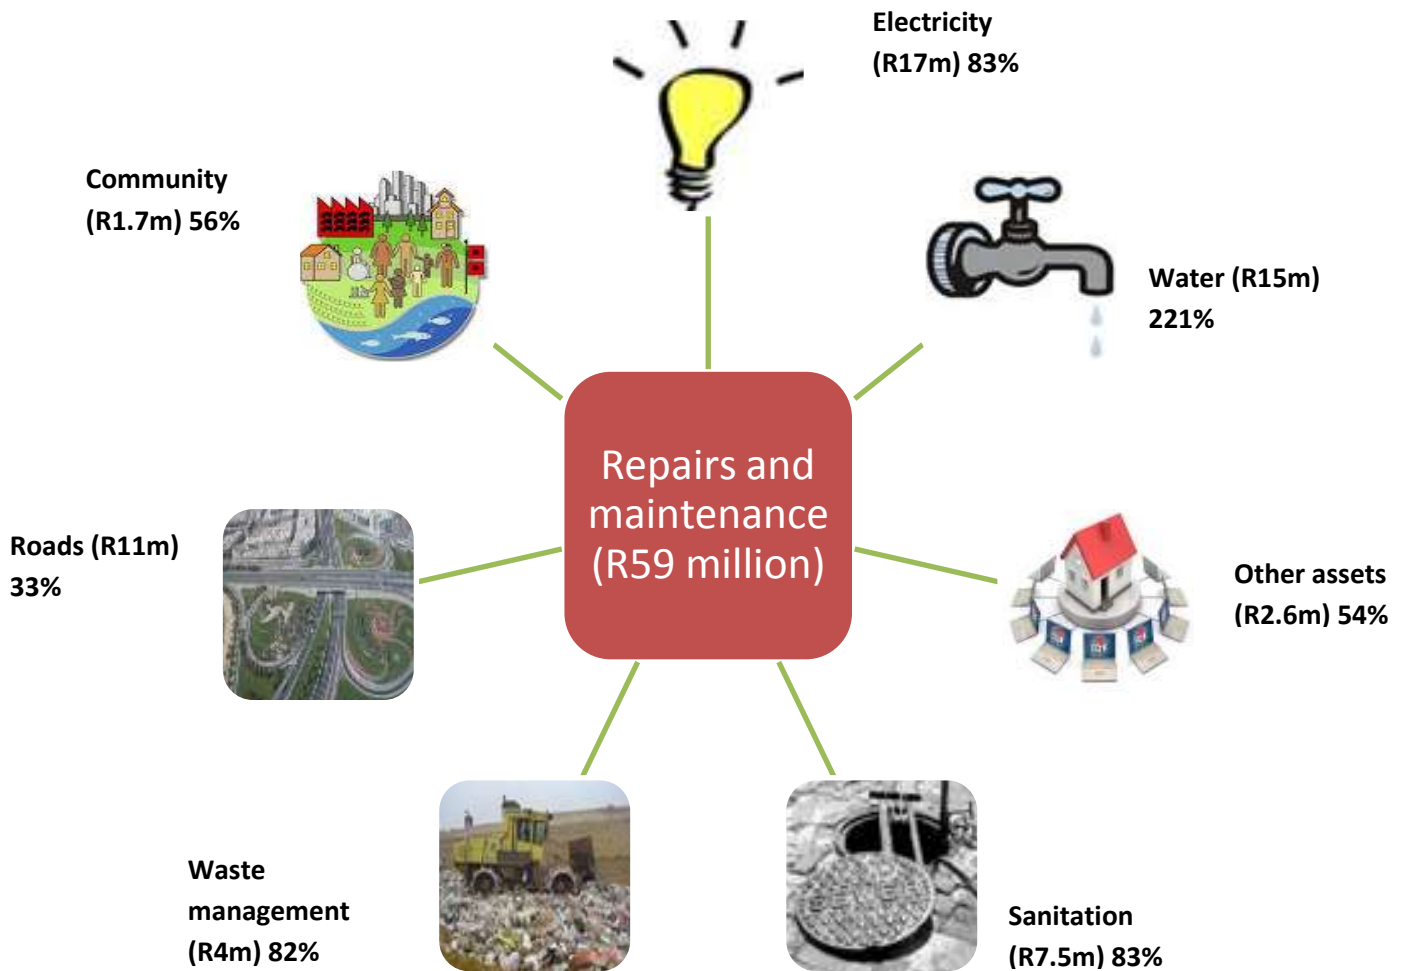 Electricity
(R17m) 83%
Community
(R1.7m) 56%
Water (R15m)
221%
Repairs and
maintenance
(R59 million)
Roads (R11m)
33%
Other assets
(R2.6m) 54%
Waste
management
(R4m) 82%
Sanitation
(R7.5m) 83%